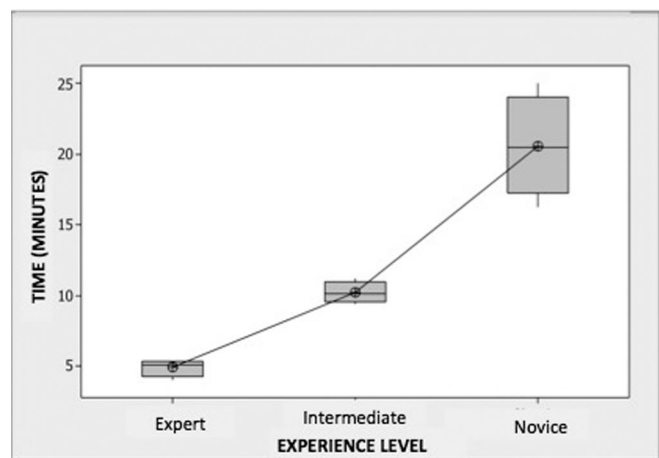 TIME (MINUTES)
25
20
15
10
5
Expert
Intermediate
Novice
EXPERIENCE LEVEL